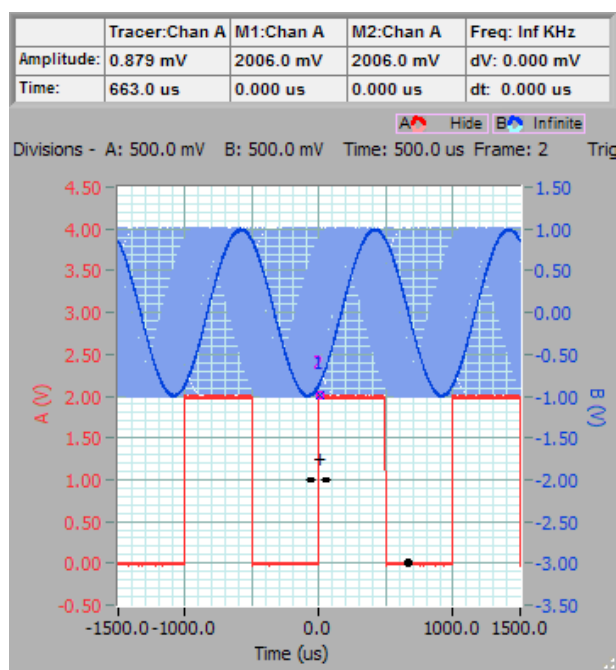 Tracer:Chan A M1:Chan A M2:Chan A Freq: Inf KHz
Amplitude: 0.879 mV 2006.0 mV 2006.0 mV dV: 0.000 mV
Time: 663.0 us 0.000 us 0.000 us dt: 0.000 us
A Hide B Infinite
Divisions - A: 500.0 mV B: 500.0 mV Time: 500.0 us Frame: 2 Trig
4.50 1.50
4.00 1.00
3.50 0.50
3.00 0.00
2.50 1 -0.50
2.00 -1.00
1.50 -1.50
1.00 -2.00
0.50 -2.50
0.00 -3.00
-0.50 -3.50
A (V)
B (V)
-1500.0 -1000.0 0.0 1000.0 1500.0
Time (us)